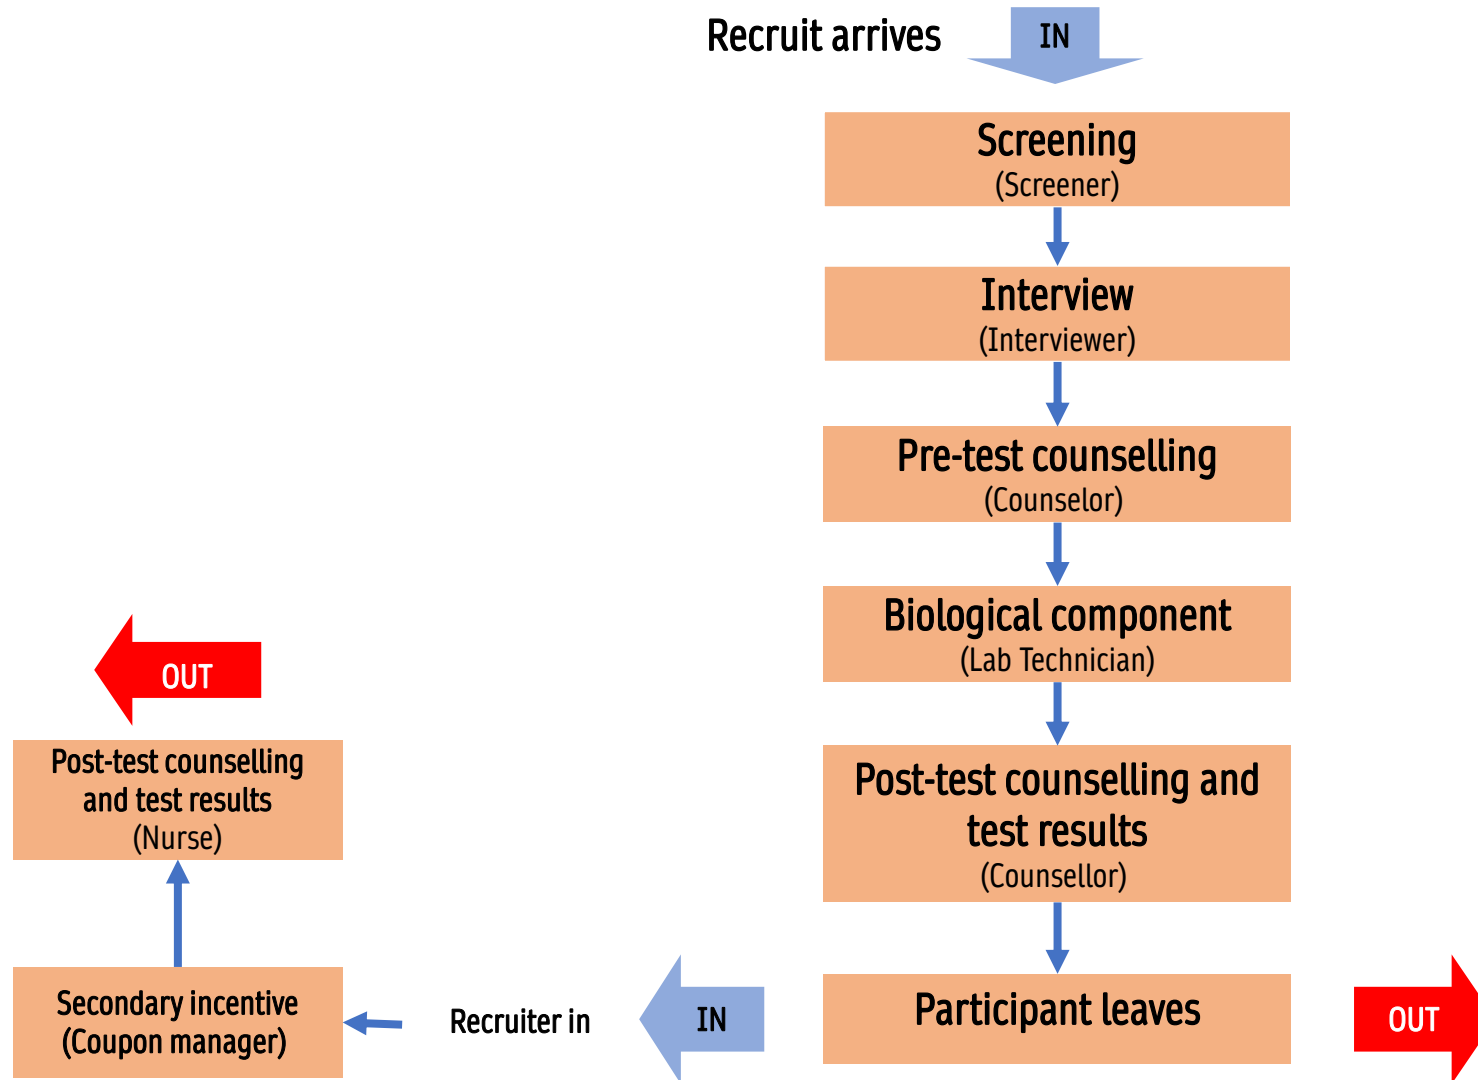 Recruit arrives
IN
Screening
(Screener)
Interview
(Interviewer)
Pre-test counselling
(Counselor)
Biological component
(Lab Technician)
Post-test counselling and
test results
(Counsellor)
Participant leaves
OUT
IN
Recruiter in
Secondary incentive
(Coupon manager)
Post-test counselling
and test results
(Nurse)
OUT